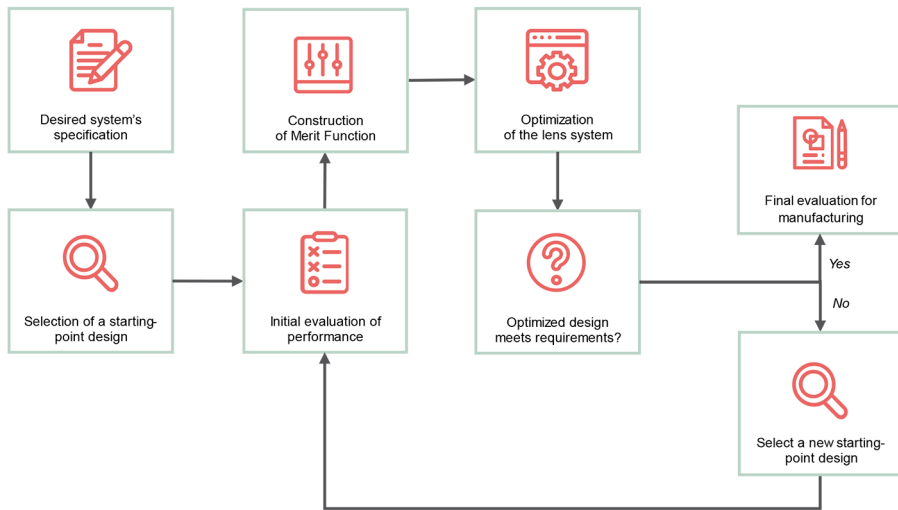 Desired system's
specification
Selection of a starting-
point design
Initial evaluation of
performance
Construction
of Merit Function
Optimization
of the lens system
Optimized design
meets requirements?
Yes
Final evaluation for
manufacturing
No
Select a new starting-
point design